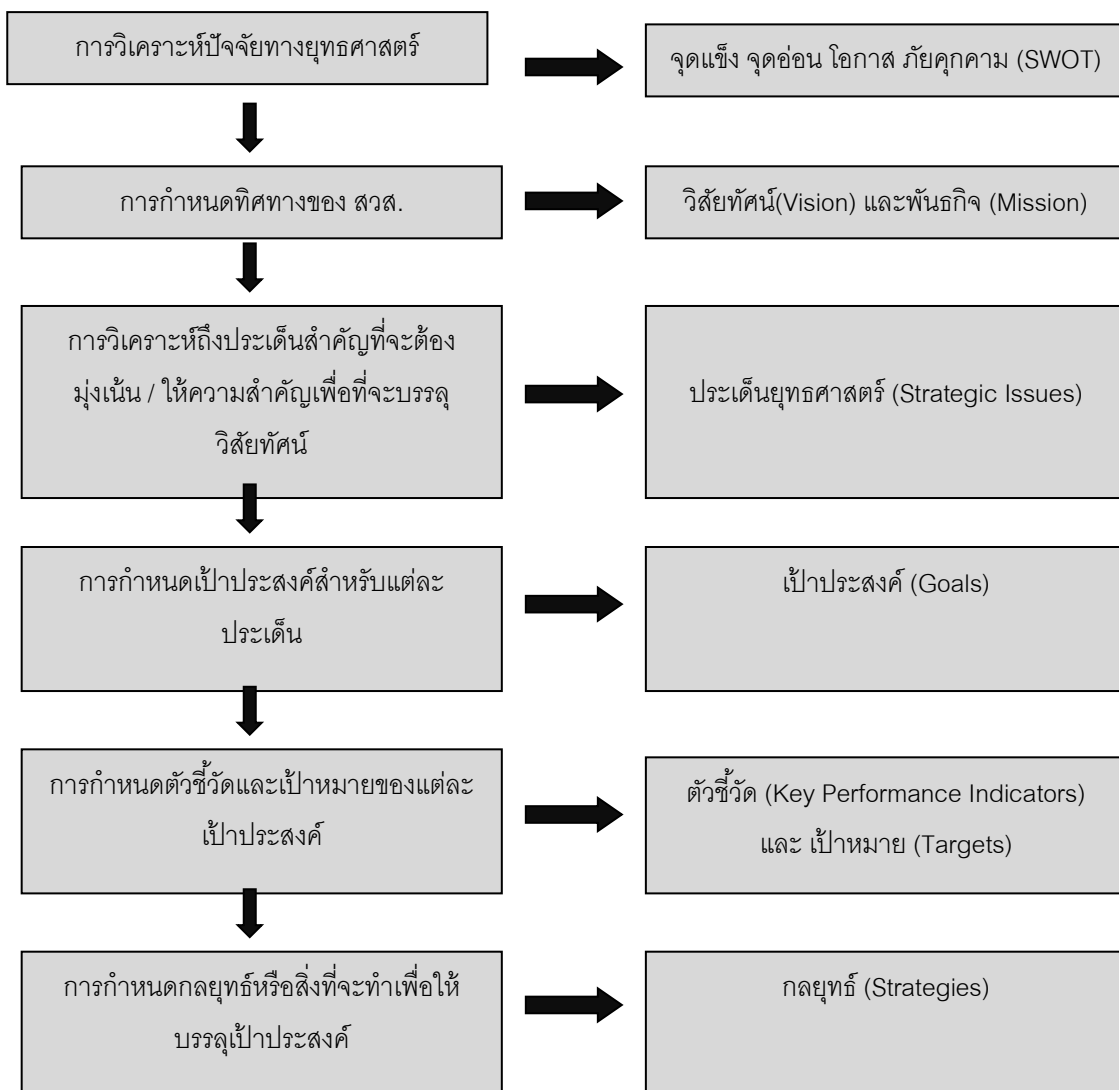 การวิเคราะห์ปัจจัยทางยุทธศาสตร์
จุดแข็ง จุดอ่อน โอกาส ภัยคุกคาม (SWOT)
การกำหนดทิศทางของ สวส.
วิสัยทัศน์(Vision) และพันธกิจ (Mission)
การวิเคราะห์ถึงประเด็นสำคัญที่จะต้อง
มุ่งเน้น / ให้ความสำคัญเพื่อที่จะบรรลุ
วิสัยทัศน์
ประเด็นยุทธศาสตร์ (Strategic Issues)
การกำหนดเป้าประสงค์สำหรับแต่ละ
ประเด็น
เป้าประสงค์ (Goals)
การกำหนดตัวชี้วัดและเป้าหมายของแต่ละ
เป้าประสงค์
ตัวชี้วัด (Key Performance Indicators)
และ เป้าหมาย (Targets)
การกำหนดกลยุทธ์หรือสิ่งที่จะทำเพื่อให้
บรรลุเป้าประสงค์
กลยุทธ์ (Strategies)